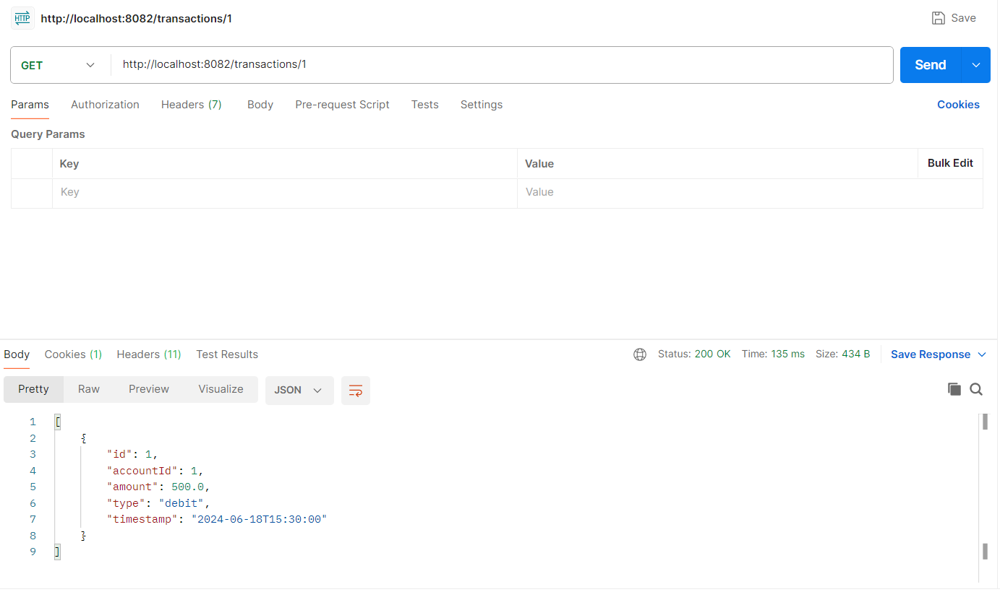 HTTP http://localhost:8082/transactions/1 Save
GET http://localhost:8082/transactions/1 Send
Params Authorization Headers (7) Body Pre-request Script Tests Settings Cookies
Query Params
Key Value Bulk Edit
Key Value
Body Cookies (1) Headers (11) Test Results Status: 200 OK Time: 135 ms Size: 434 B Save Response
Pretty Raw Preview Visualize JSON
1 [
2 {
3 "id": 1,
4 "accountId": 1,
5 "amount": 500.0,
6 "type": "debit",
7 "timestamp": "2024-06-18T15:30:00"
8 }
9 ]